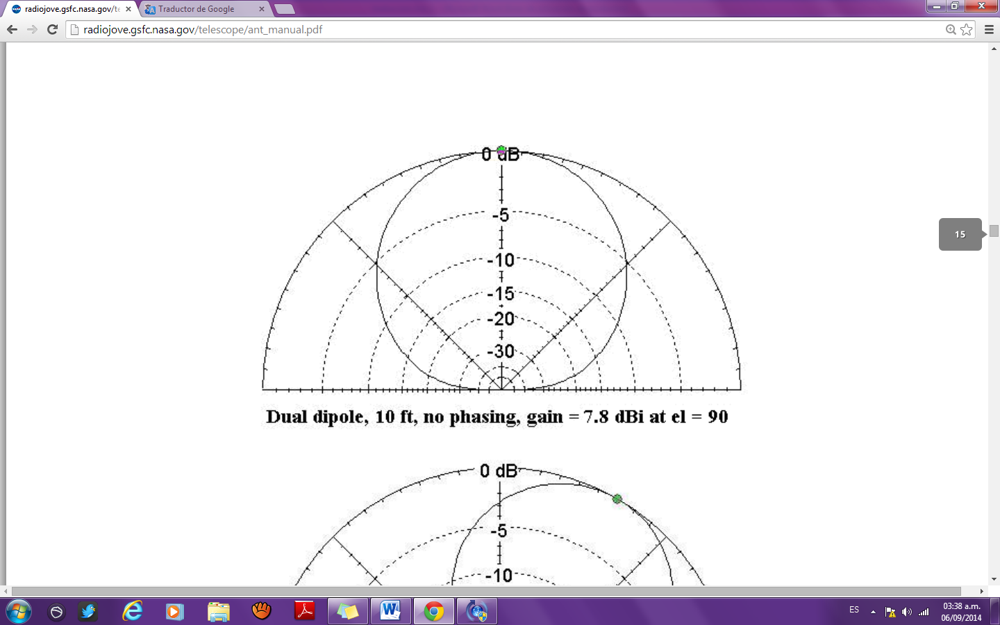 radiojove.gsfc.nasa.gov/te
Traductor de Google
radiojove.gsfc.nasa.gov/telescope/ant_manual.pdf
0 dB
-5
-10
-15
-20
-30
Dual dipole, 10 ft, no phasing, gain = 7.8 dBi at el = 90
0 dB
-5
-10
15
ES
03:38 a.m.
06/09/2014